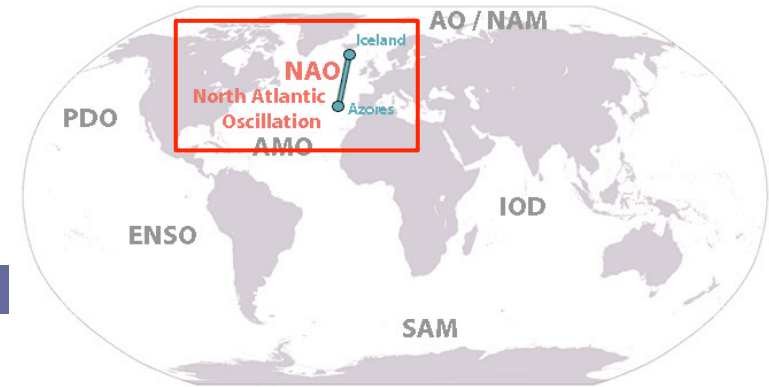 AO / NAM
Iceland
NAO
North Atlantic
Azores
Oscillation
PDO
AMO
IOD
ENSO
SAM